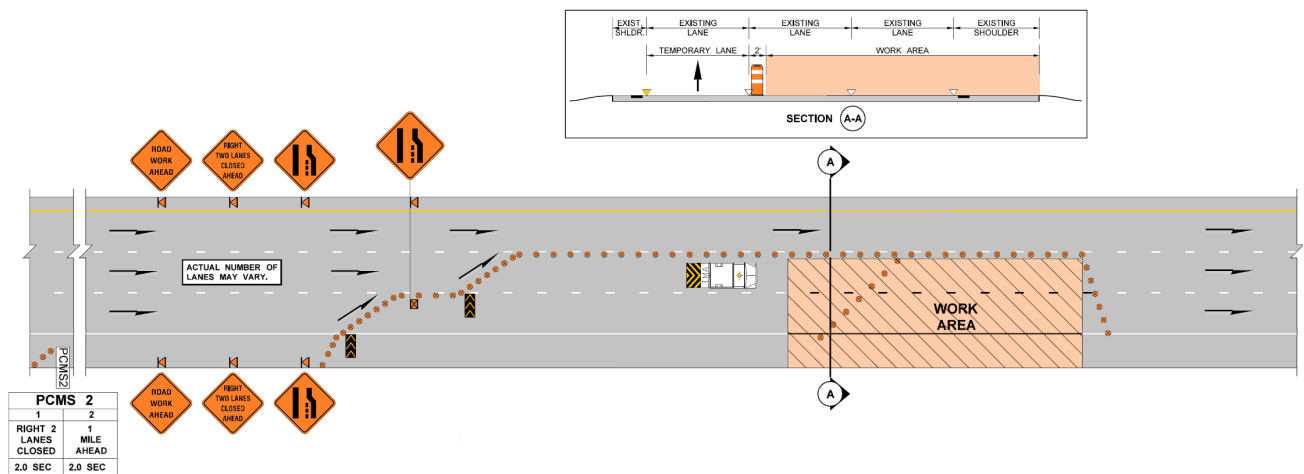 EXIST. EXISTING EXISTING EXISTING EXISTING
SHLDR. LANE LANE LANE SHOULDER
TEMPORARY LANE 2' WORK AREA
SECTION A-A
ROAD
WORK
AHEAD
RIGHT
TWO LANES
CLOSED
AHEAD
A
ACTUAL NUMBER OF
LANES MAY VARY.
TMA
WORK
AREA
PCMS2
ROAD
WORK
AHEAD
RIGHT
TWO LANES
CLOSED
AHEAD
A
PCMS 2
1 2
RIGHT 2 1
LANES MILE
CLOSED AHEAD
2.0 SEC 2.0 SEC